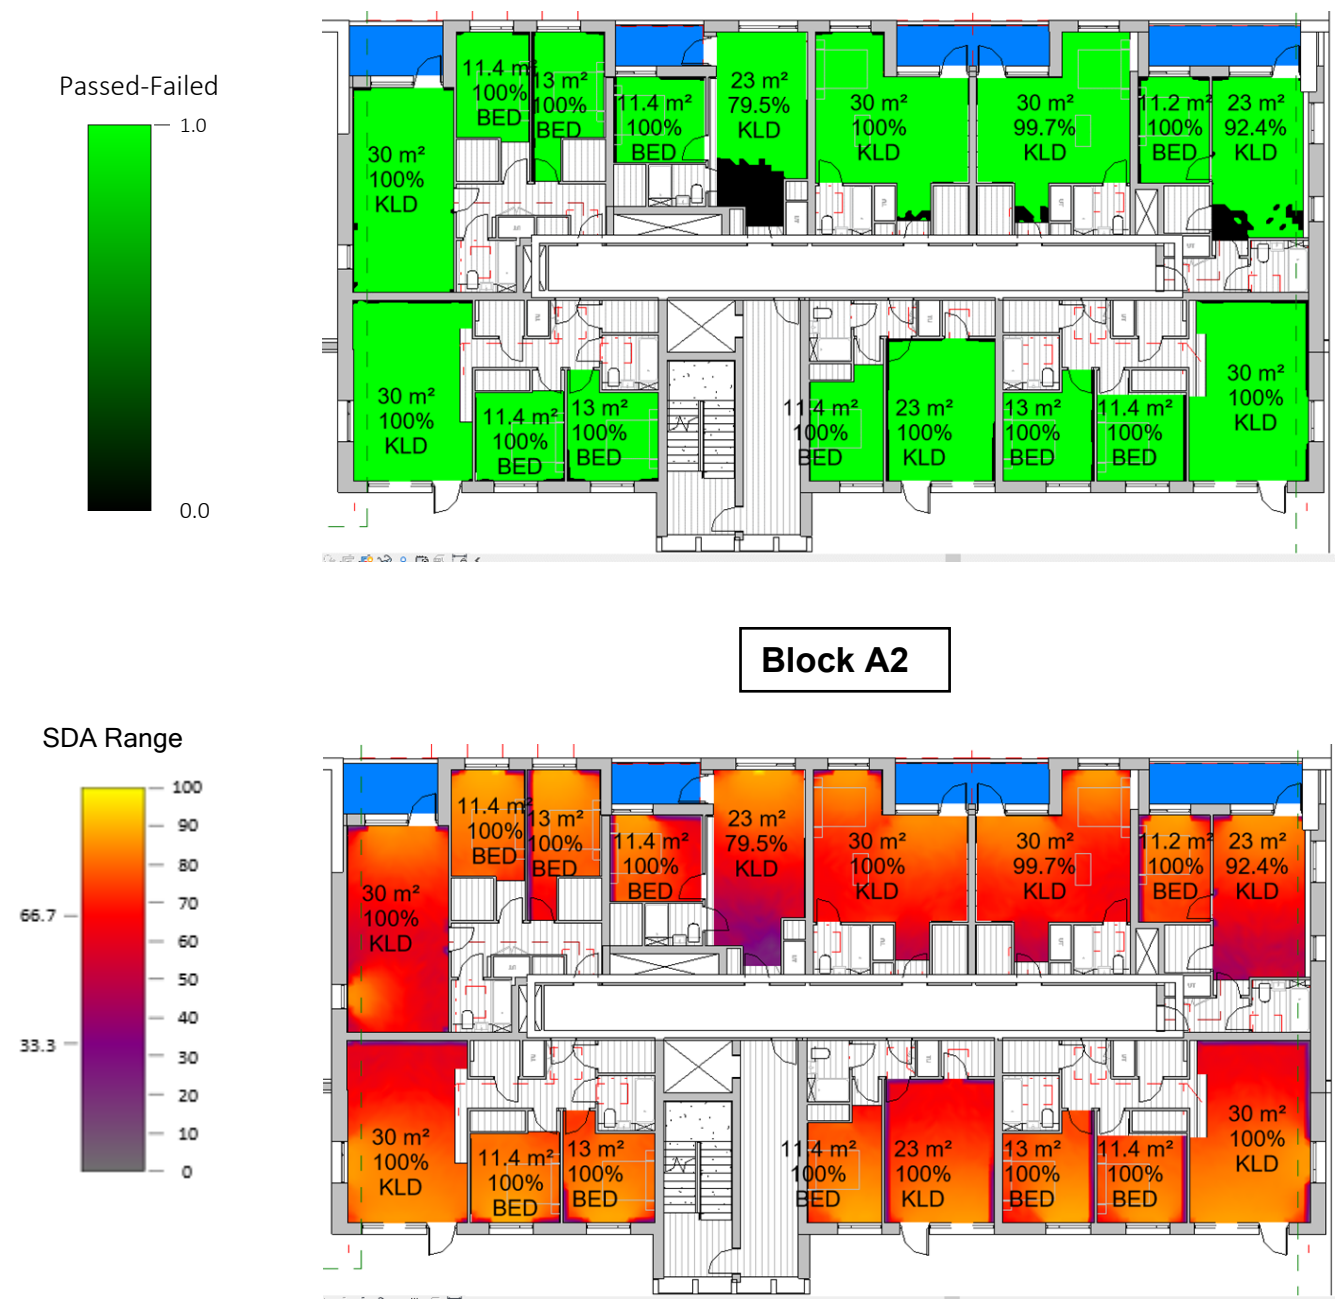 Passed-Failed
1.0
0.0
11.4 m²
100%
BED
13 m²
100%
BED
11.4 m²
100%
BED
23 m²
79.5%
KLD
30 m²
100%
KLD
30 m²
99.7%
KLD
11.2 m²
100%
BED
23 m²
92.4%
KLD
30 m²
100%
KLD
30 m²
100%
KLD
11.4 m²
100%
BED
13 m²
100%
BED
11.4 m²
100%
BED
23 m²
100%
KLD
13 m²
100%
BED
11.4 m²
100%
BED
30 m²
100%
KLD
Block A2
SDA Range
100
90
80
70
66.7
60
50
40
33.3
30
20
10
0
11.4 m²
100%
BED
13 m²
100%
BED
11.4 m²
100%
BED
23 m²
79.5%
KLD
30 m²
100%
KLD
30 m²
99.7%
KLD
11.2 m²
100%
BED
23 m²
92.4%
KLD
30 m²
100%
KLD
30 m²
100%
KLD
11.4 m²
100%
BED
13 m²
100%
BED
11.4 m²
100%
BED
23 m²
100%
KLD
13 m²
100%
BED
11.4 m²
100%
BED
30 m²
100%
KLD